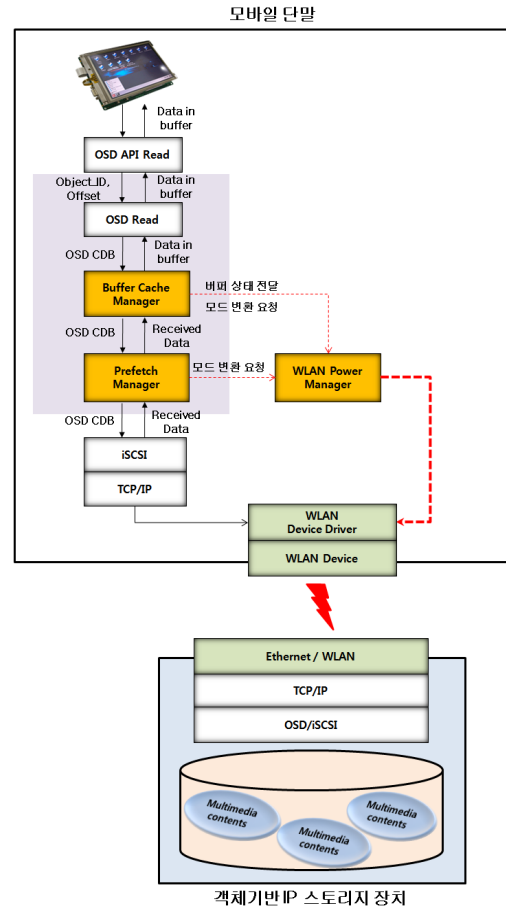 모바일 단말
Data in
buffer
OSD API Read
Object_ID,
Offset
Data in
buffer
OSD Read
OSD CDB
Data in
buffer
Buffer Cache
Manager
버퍼 상태 전달
모드 변환 요청
OSD CDB
Received
Data
Prefetch
Manager
모드 변환 요청
WLAN Power
Manager
OSD CDB
Received
Data
iSCSI
TCP/IP
WLAN
Device Driver
WLAN Device
Ethernet / WLAN
TCP/IP
OSD/iSCSI
Multimedia
contents
Multimedia
contents
Multimedia
contents
객체기반 IP 스토리지 장치